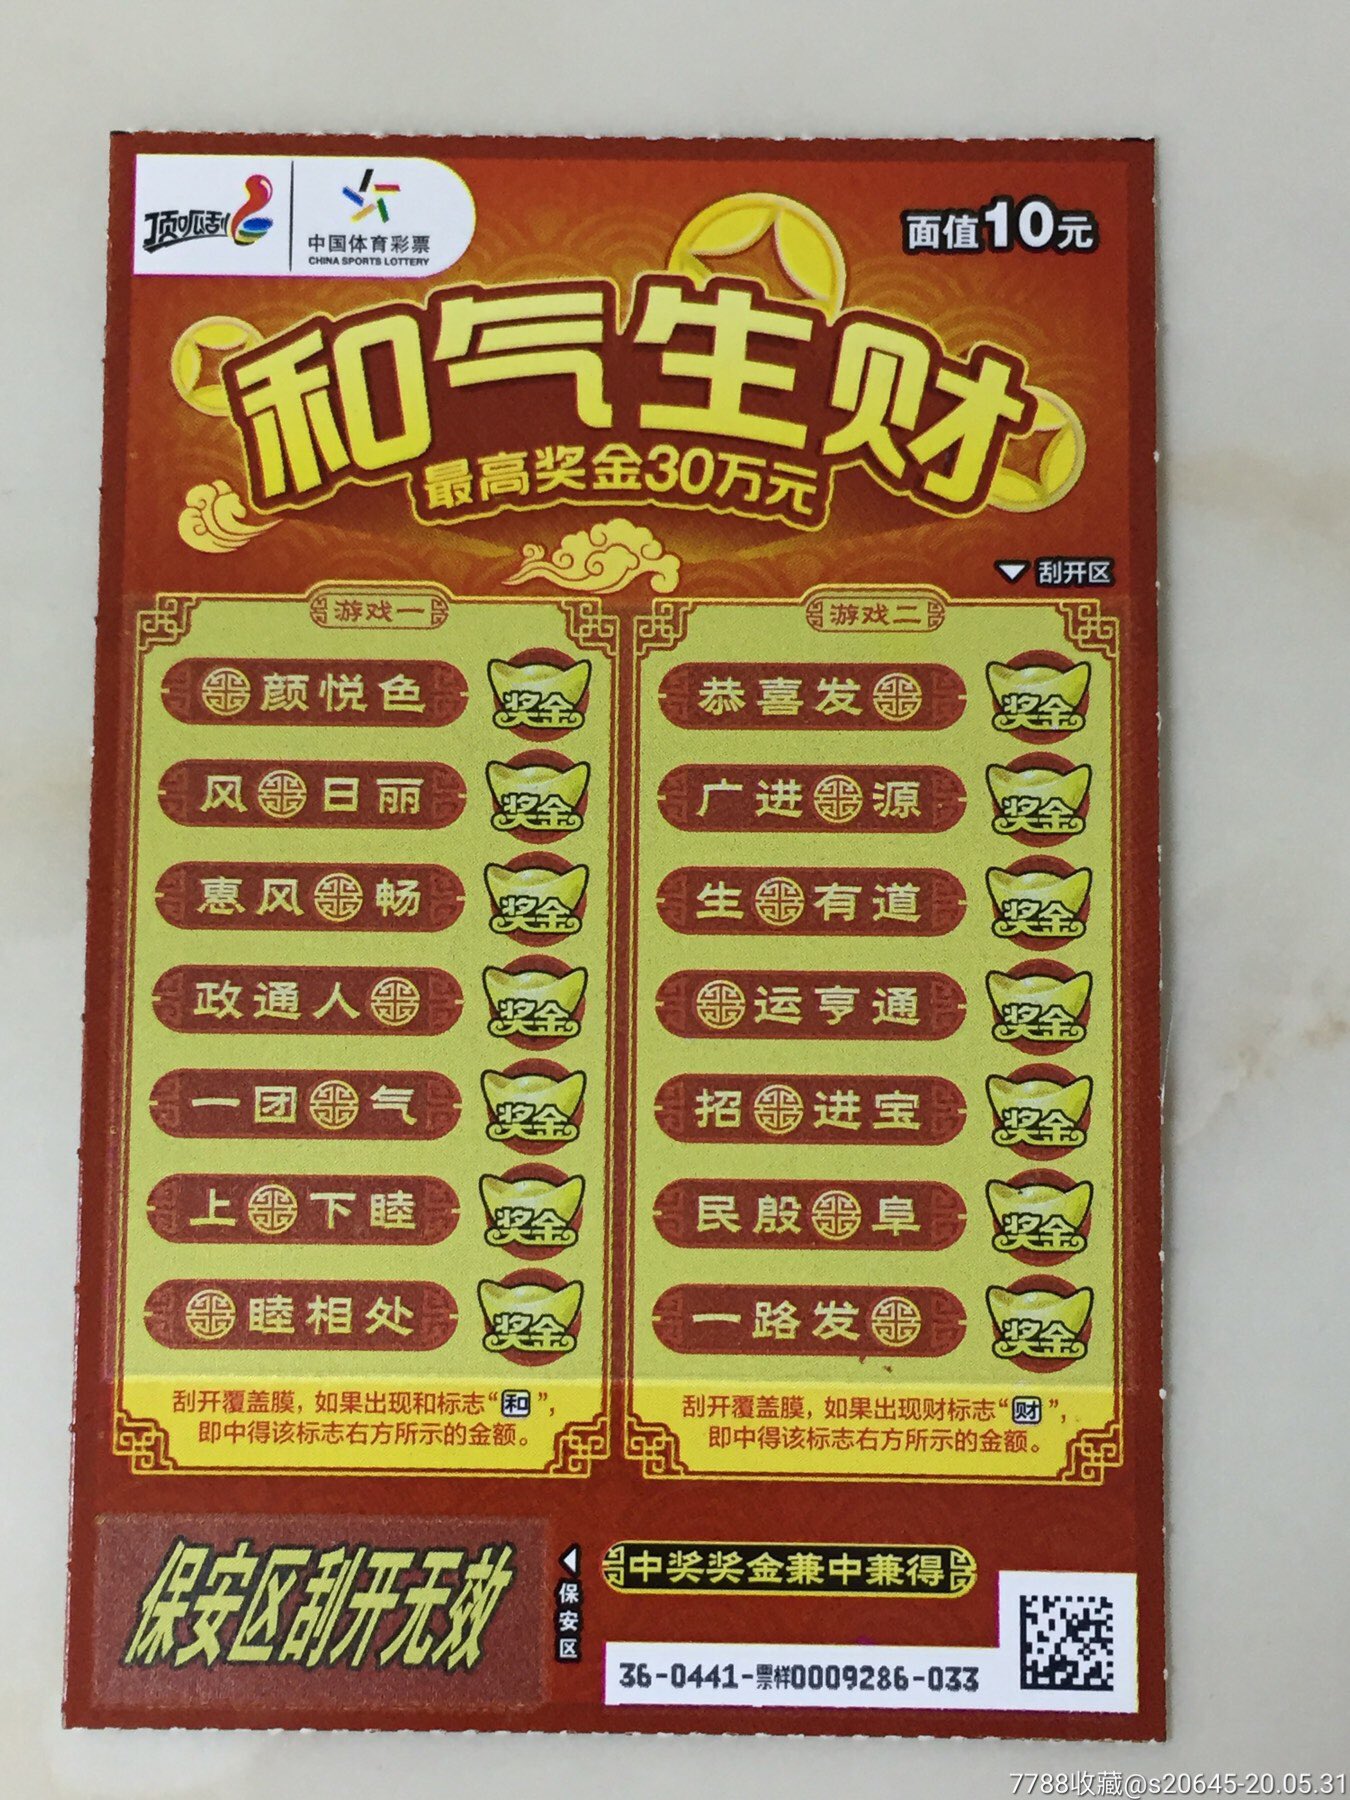 顶呱刮
中国体育彩票
CHINA SPORTS LOTTERY
面值10元
和气生财
最高奖金30万元
刮开区
游戏一
颜悦色 奖金
风 日丽 奖金
惠风 畅 奖金
政通人 奖金
一团 气 奖金
上 下睦 奖金
睦相处 奖金
刮开覆盖膜，如果出现和标志“和”，
即中得该标志右方所示的金额。
游戏二
恭喜发 奖金
广进 源 奖金
生 有道 奖金
运亨通 奖金
招 进宝 奖金
民殷 阜 奖金
一路发 奖金
刮开覆盖膜，如果出现财标志“财”，
即中得该标志右方所示的金额。
保安区刮开无效
保安区
中奖奖金兼中兼得
36-0441-票样0009286-033
7788收藏@s20645-20.05.31